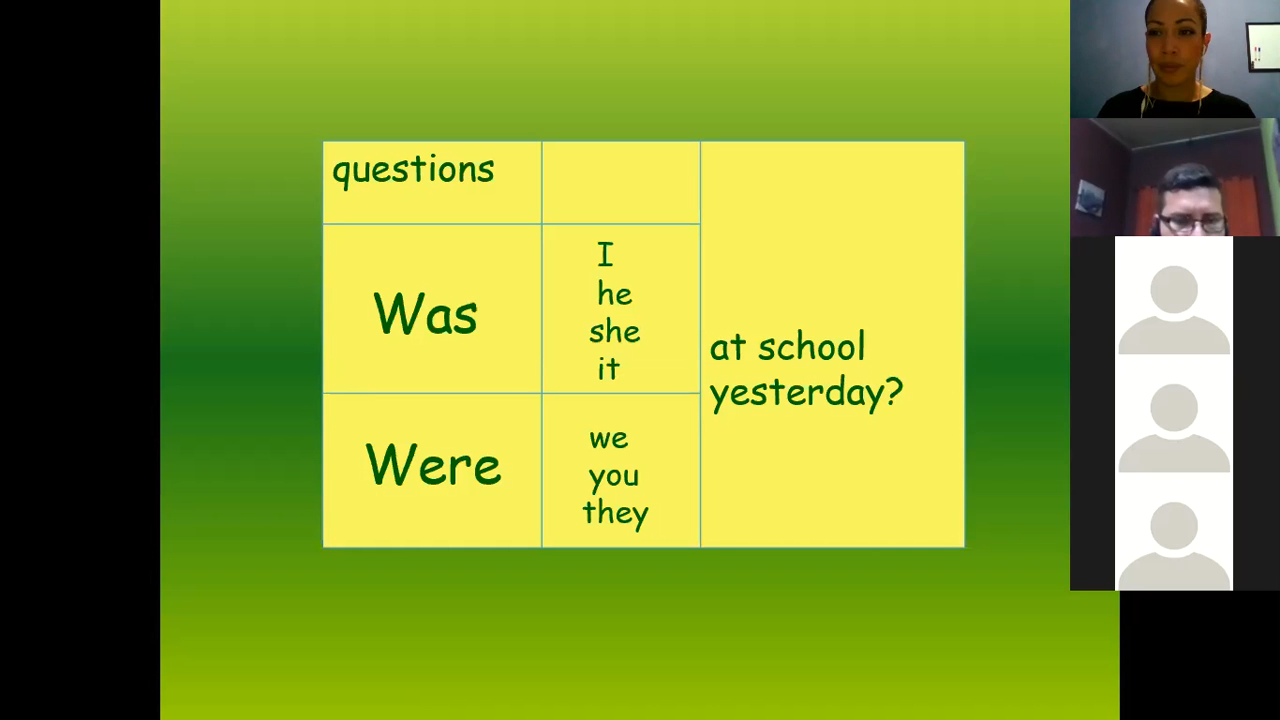 questions
Was
I
he
she
it
at school
yesterday?
Were
we
you
they